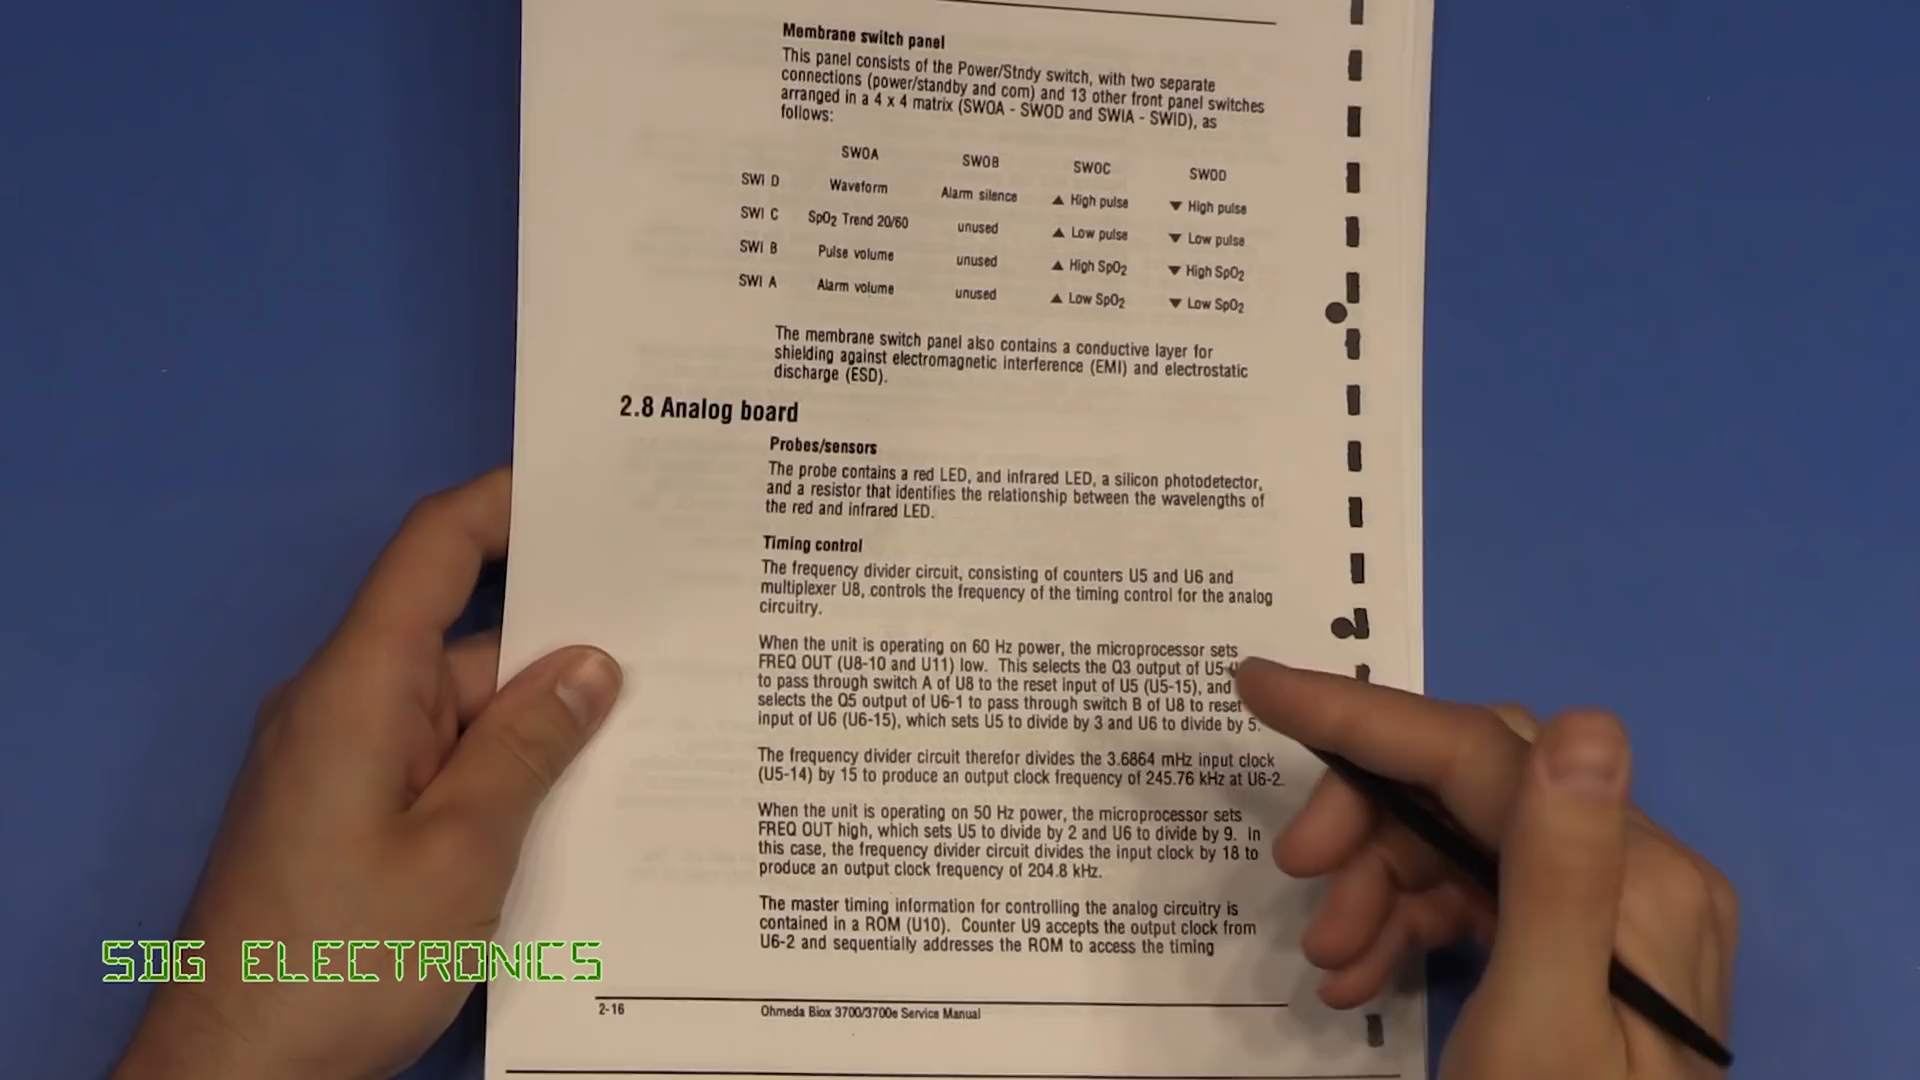 Membrane switch panel
This panel consists of the Power/Stndy switch, with two separate
connections (power/standby and com) and 13 other front panel switches
arranged in a 4 x 4 matrix (SWOA - SWOD and SWIA - SWID), as
follows:
SWOA SWOB SWOC SWOD
SWI D Waveform Alarm silence ▲ High pulse ▼ High pulse
SWI C SpO₂ Trend 20/60 unused ▲ Low pulse ▼ Low pulse
SWI B Pulse volume unused ▲ High SpO₂ ▼ High SpO₂
SWI A Alarm volume unused ▲ Low SpO₂ ▼ Low SpO₂
The membrane switch panel also contains a conductive layer for
shielding against electromagnetic interference (EMI) and electrostatic
discharge (ESD).
2.8 Analog board
Probes/sensors
The probe contains a red LED, and infrared LED, a silicon photodetector,
and a resistor that identifies the relationship between the wavelengths of
the red and infrared LED.
Timing control
The frequency divider circuit, consisting of counters U5 and U6 and
multiplexer U8, controls the frequency of the timing control for the analog
circuitry.
When the unit is operating on 60 Hz power, the microprocessor sets
FREQ OUT (U8-10 and U11) low. This selects the Q3 output of U5
to pass through switch A of U8 to the reset input of U5 (U5-15), and
selects the Q5 output of U6-1 to pass through switch B of U8 to reset
input of U6 (U6-15), which sets U5 to divide by 3 and U6 to divide by 5.
The frequency divider circuit therefor divides the 3.6864 mHz input clock
(U5-14) by 15 to produce an output clock frequency of 245.76 kHz at U6-2.
When the unit is operating on 50 Hz power, the microprocessor sets
FREQ OUT high, which sets U5 to divide by 2 and U6 to divide by 9. In
this case, the frequency divider circuit divides the input clock by 18 to
produce an output clock frequency of 204.8 kHz.
The master timing information for controlling the analog circuitry is
contained in a ROM (U10). Counter U9 accepts the output clock from
U6-2 and sequentially addresses the ROM to access the timing
2-16 Ohmeda Biox 3700/3700e Service Manual
SDG ELECTRONICS